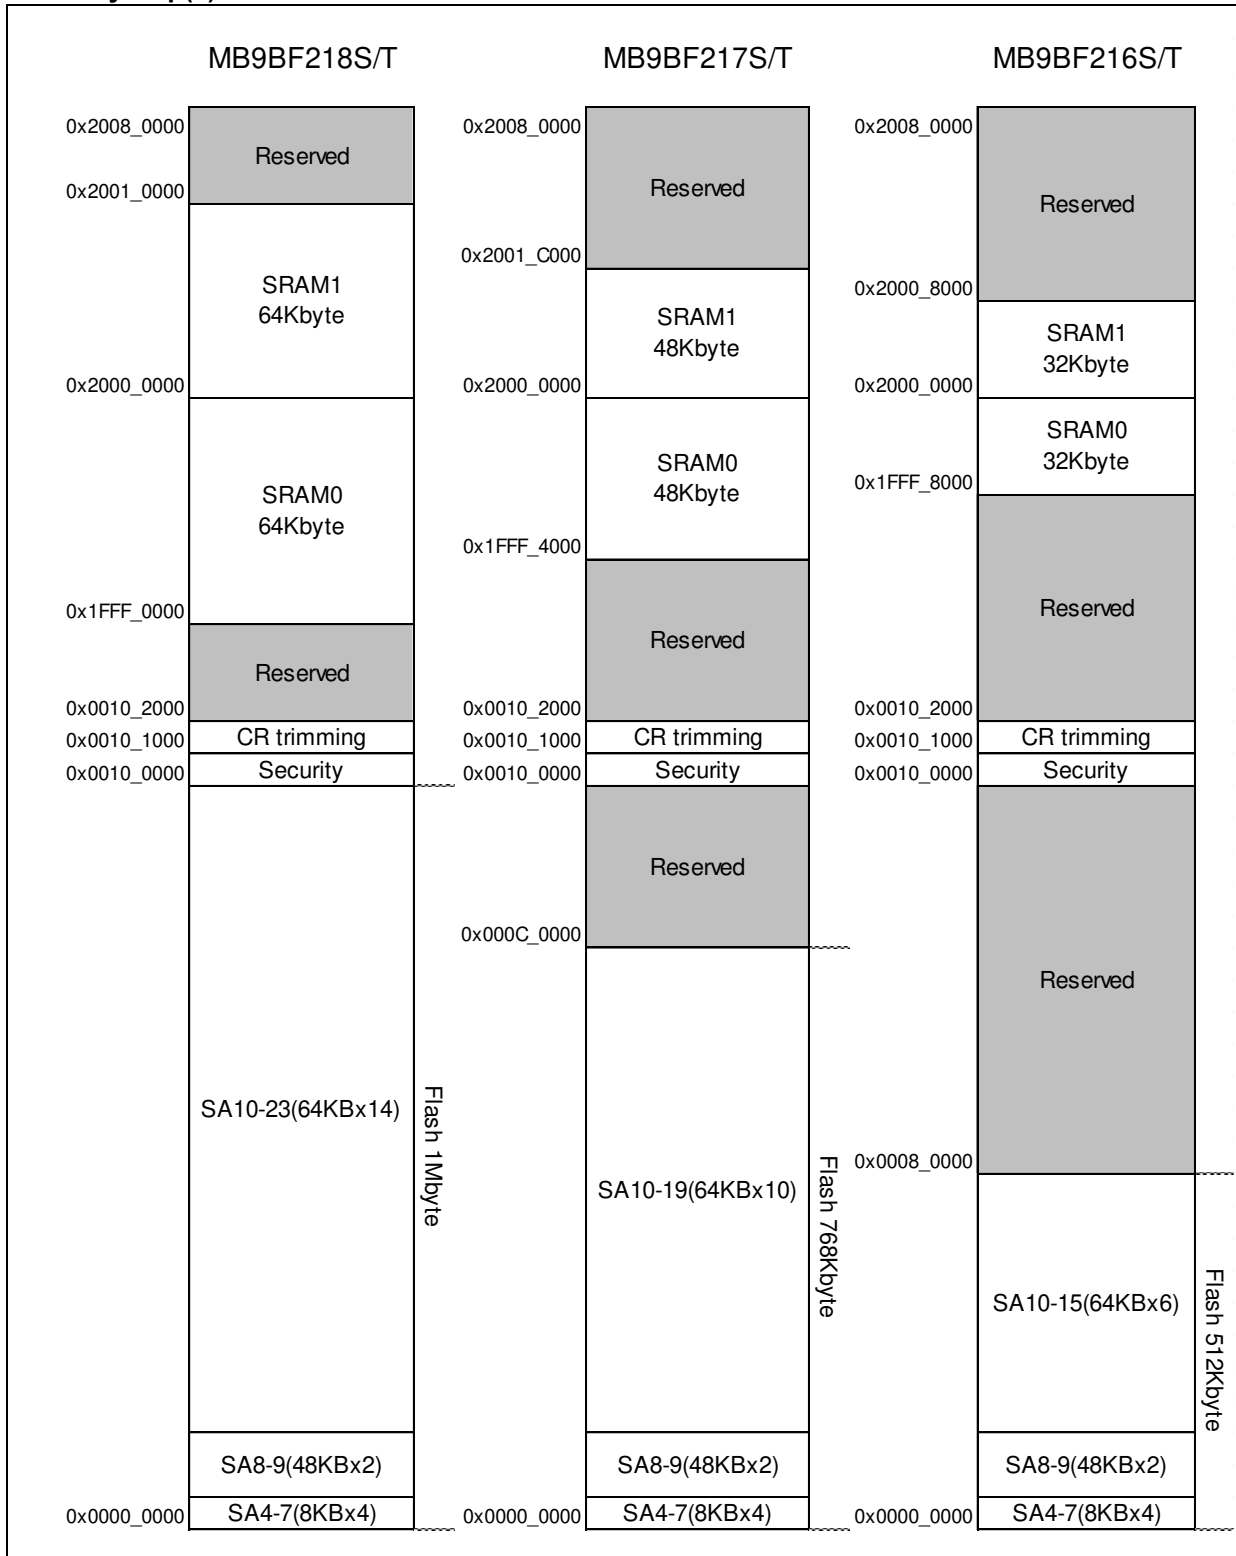 MB9BF218S/T
0x2008_0000
Reserved
0x2001_0000
SRAM1
64Kbyte
0x2000_0000
SRAM0
64Kbyte
0x1FFF_0000
Reserved
0x0010_2000
CR trimming
0x0010_1000
Security
0x0010_0000
SA10-23(64KBx14)
Flash 1Mbyte
SA8-9(48KBx2)
SA4-7(8KBx4)
0x0000_0000
MB9BF217S/T
0x2008_0000
Reserved
0x2001_C000
SRAM1
48Kbyte
0x2000_0000
SRAM0
48Kbyte
0x1FFF_4000
Reserved
0x0010_2000
CR trimming
0x0010_1000
Security
0x0010_0000
Reserved
0x000C_0000
SA10-19(64KBx10)
Flash 768Kbyte
SA8-9(48KBx2)
SA4-7(8KBx4)
0x0000_0000
MB9BF216S/T
0x2008_0000
Reserved
0x2000_8000
SRAM1
32Kbyte
0x2000_0000
SRAM0
32Kbyte
0x1FFF_8000
Reserved
0x0010_2000
CR trimming
0x0010_1000
Security
0x0010_0000
Reserved
0x0008_0000
SA10-15(64KBx6)
Flash 512Kbyte
SA8-9(48KBx2)
SA4-7(8KBx4)
0x0000_0000